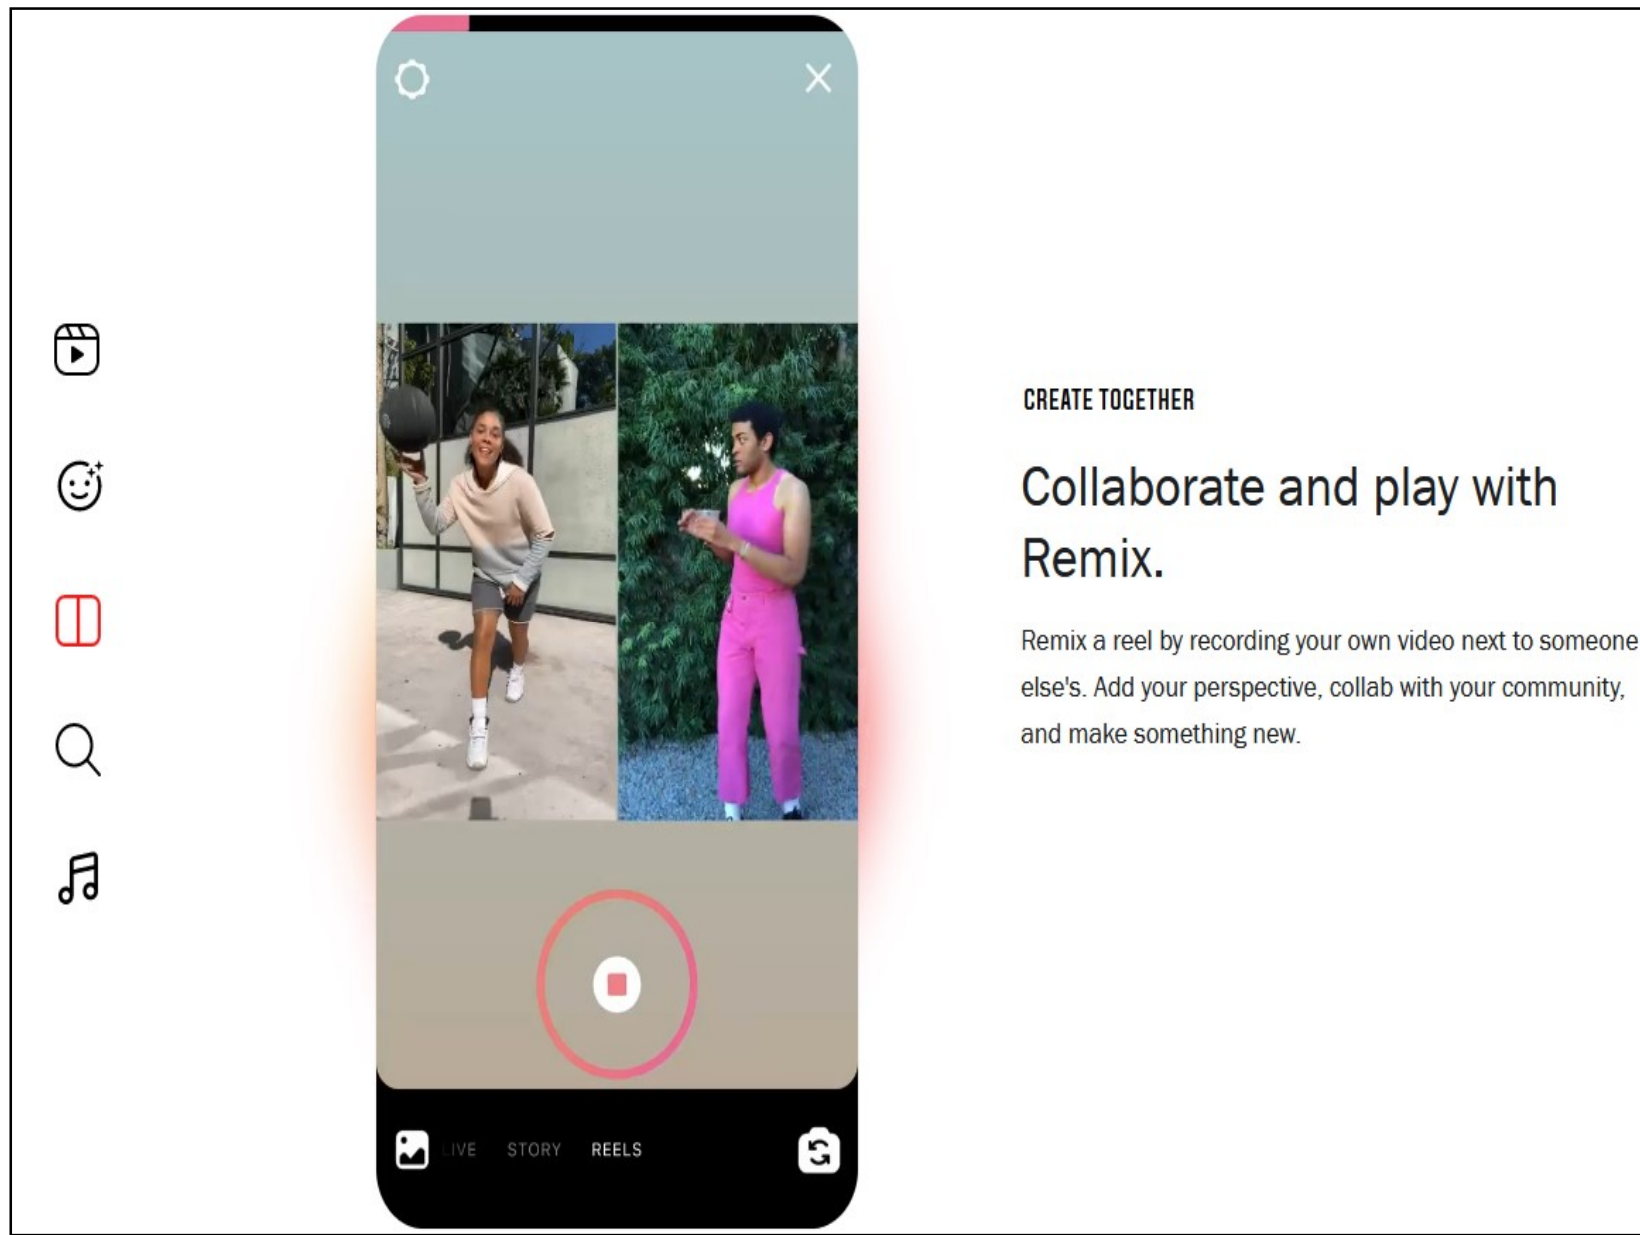 CREATE TOGETHER
Collaborate and play with
Remix.
Remix a reel by recording your own video next to someone
else's. Add your perspective, collab with your community,
and make something new.
LIVE STORY REELS